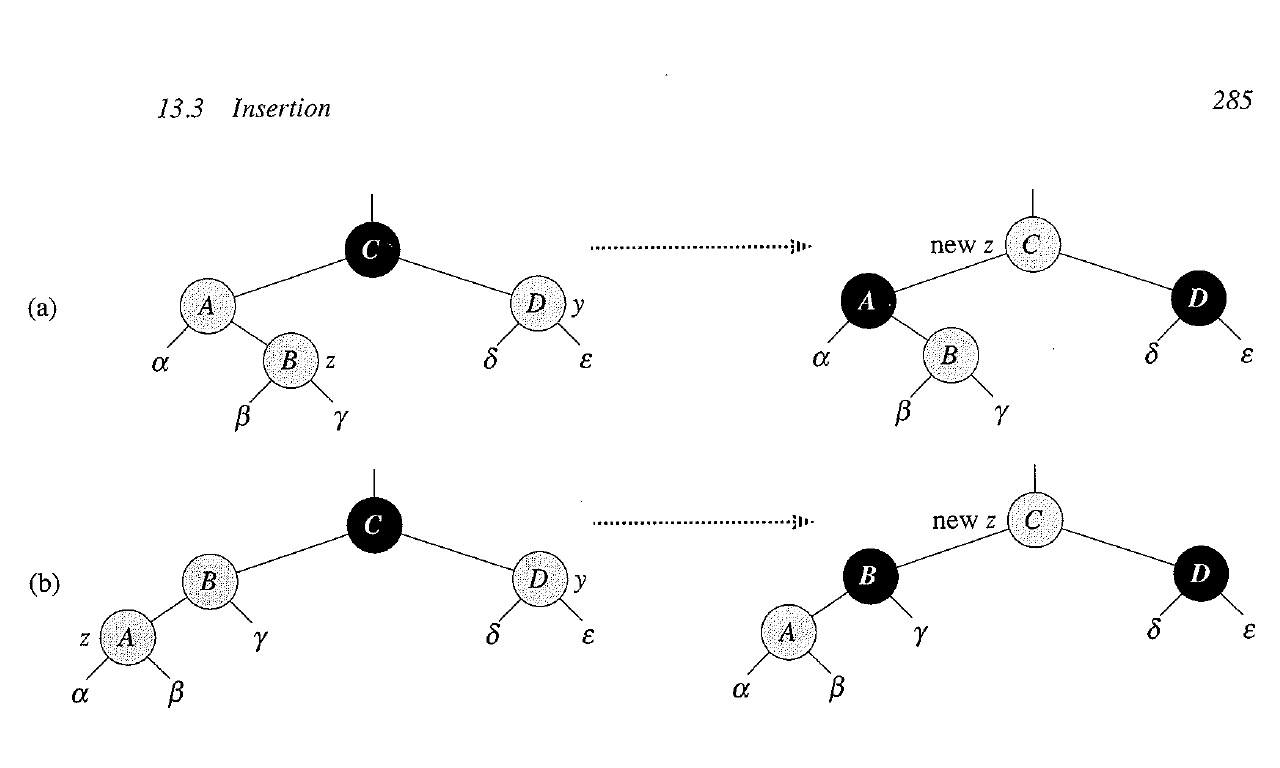 13.3 Insertion 285
C
new z C
(a) A D y
A D
α B z δ ε
α B δ ε
β γ
β γ
C
new z C
(b) B D y
B D
z A γ δ ε
A γ δ ε
α β
α β